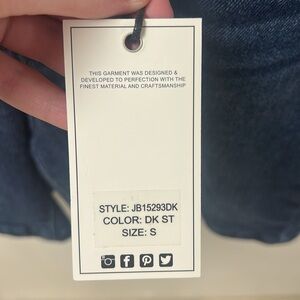 THIS GARMENT WAS DESIGNED &
DEVELOPED TO PERFECTION WITH THE
FINEST MATERIAL AND CRAFTSMANSHIP
STYLE: JB15293DK
COLOR: DK ST
SIZE: S